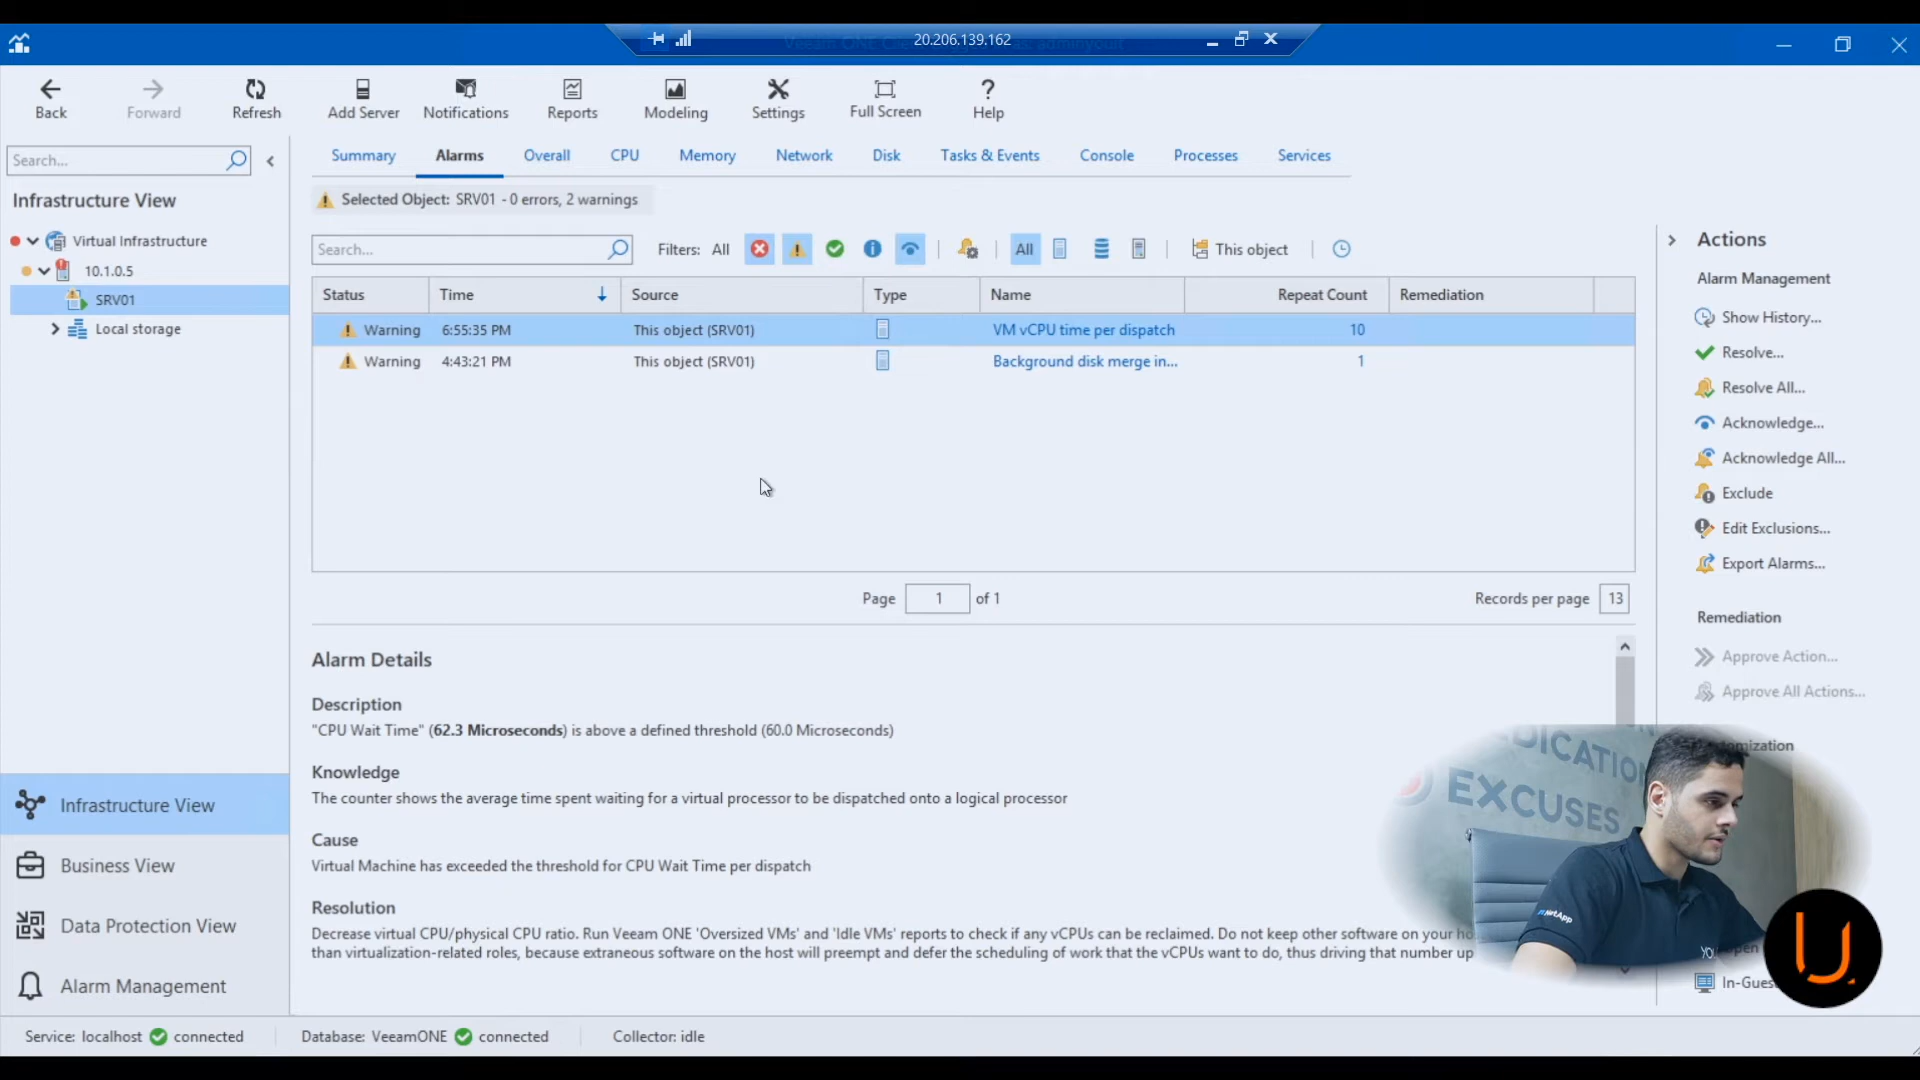 20.206.139.162
Back
Forward
Refresh
Add Server
Notifications
Reports
Modeling
Settings
Full Screen
Help
Search...
Summary
Alarms
Overall
CPU
Memory
Network
Disk
Tasks & Events
Console
Processes
Services
Infrastructure View
Selected Object: SRV01 - 0 errors, 2 warnings
Virtual Infrastructure
10.1.0.5
SRV01
Local storage
Search...
Filters: All
All
This object
Status Time Source Type Name Repeat Count Remediation
Warning 6:55:35 PM This object (SRV01) VM vCPU time per dispatch 10
Warning 4:43:21 PM This object (SRV01) Background disk merge in... 1
Page 1 of 1
Records per page 13
Actions
Alarm Management
Show History...
Resolve...
Resolve All...
Acknowledge...
Acknowledge All...
Exclude
Edit Exclusions...
Export Alarms...
Remediation
Approve Action...
Approve All Actions...
Alarm Details
Description
"CPU Wait Time" (62.3 Microseconds) is above a defined threshold (60.0 Microseconds)
Knowledge
The counter shows the average time spent waiting for a virtual processor to be dispatched onto a logical processor
Cause
Virtual Machine has exceeded the threshold for CPU Wait Time per dispatch
Resolution
Decrease virtual CPU/physical CPU ratio. Run Veeam ONE 'Oversized VMs' and 'Idle VMs' reports to check if any vCPUs can be reclaimed. Do not keep other software on your
than virtualization-related roles, because extraneous software on the host will preempt and defer the scheduling of work that the vCPUs want to do, thus driving that number up
EXCUSES
NetApp
U
Infrastructure View
Business View
Data Protection View
Alarm Management
Service: localhost connected
Database: VeeamONE connected
Collector: idle